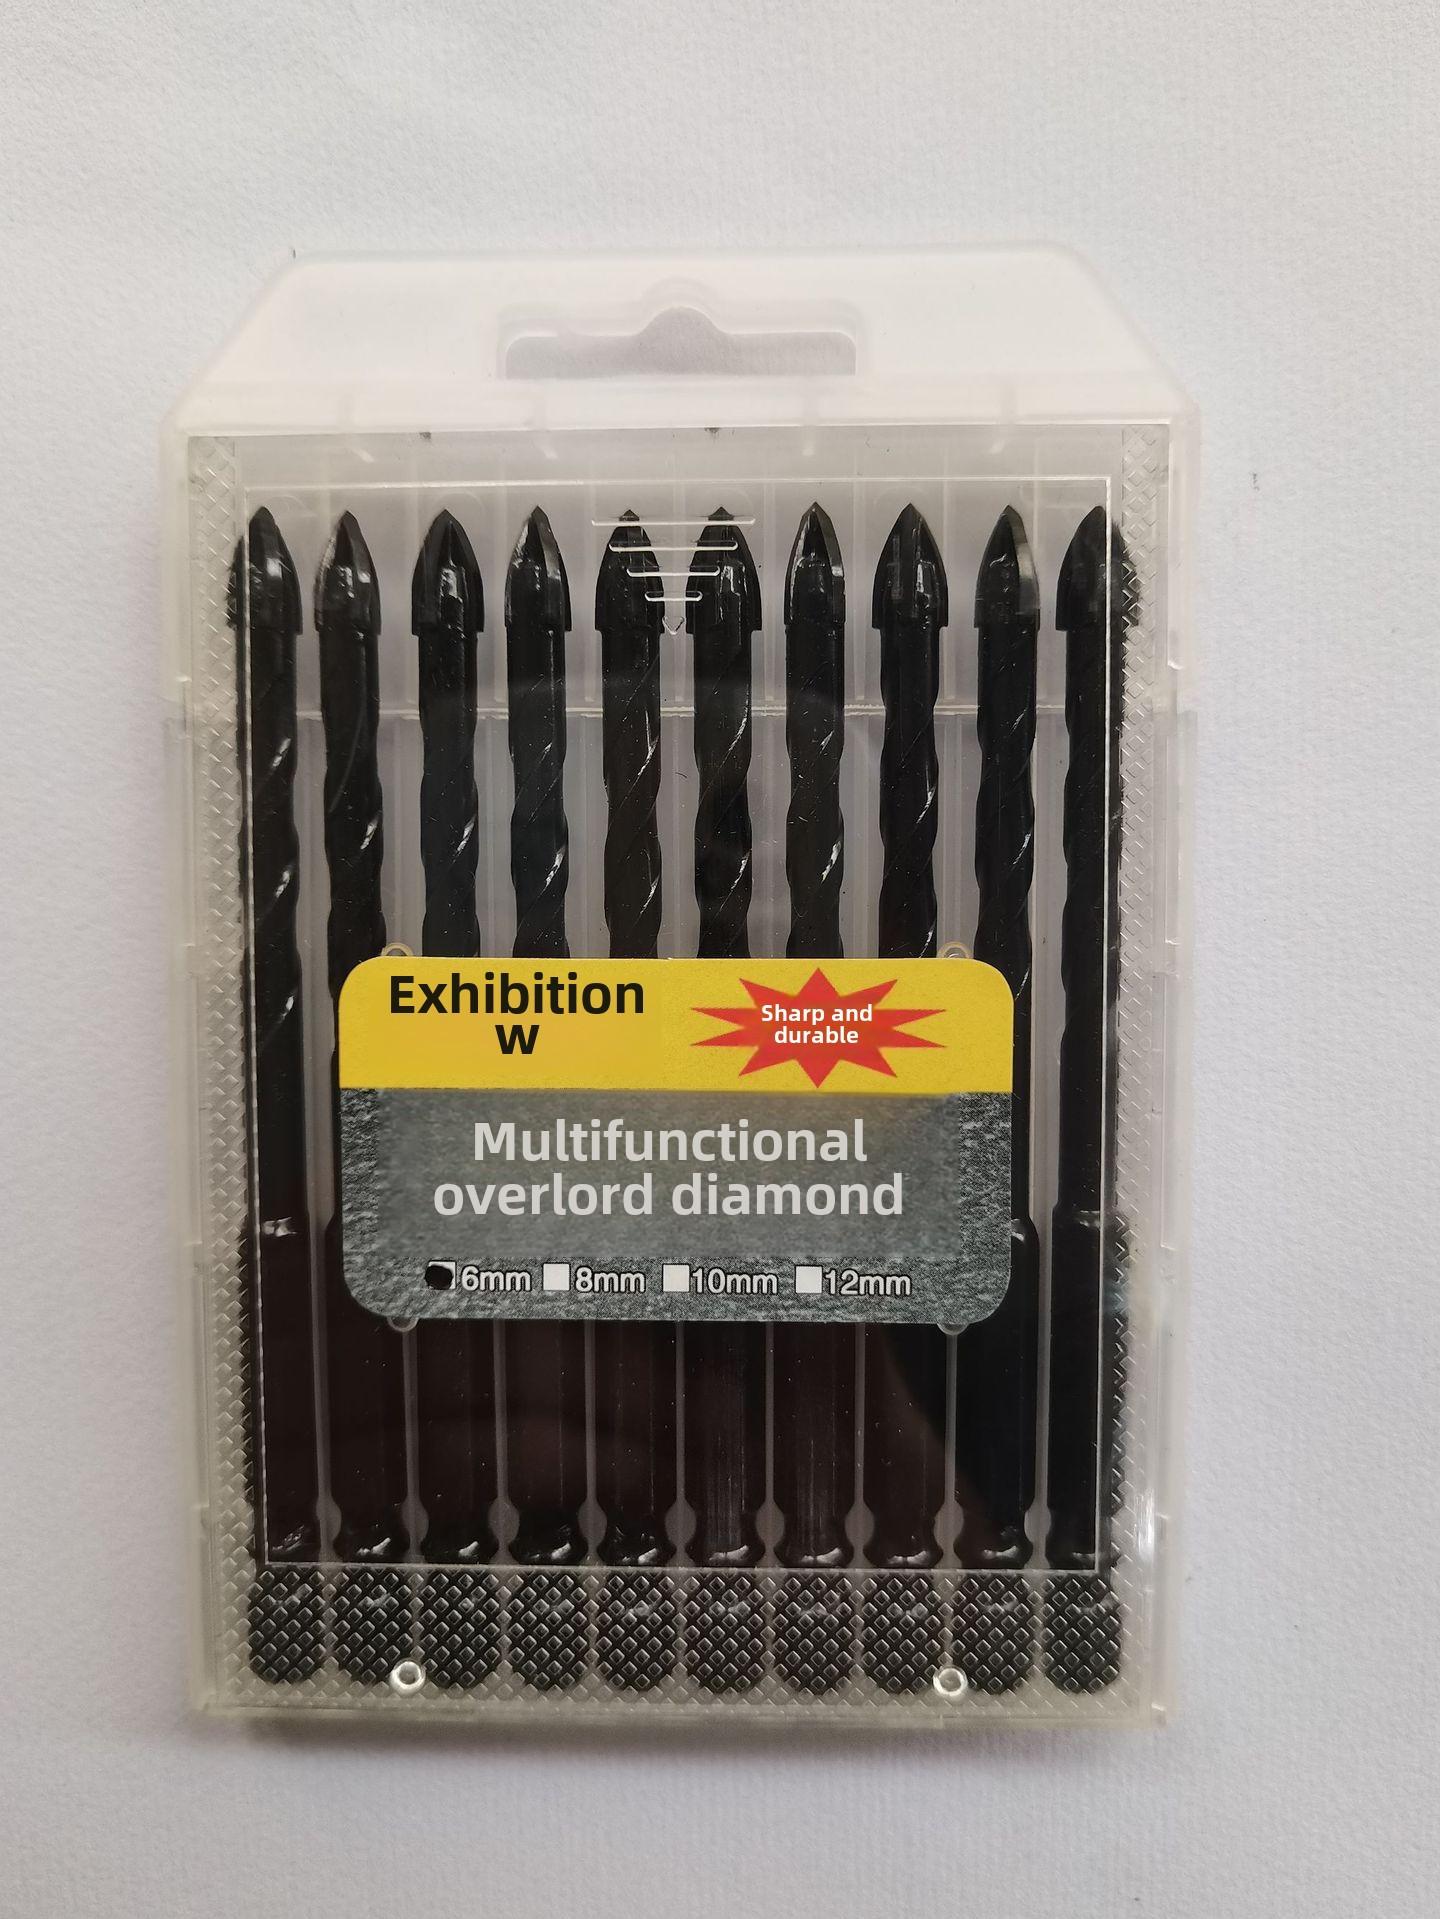 Exhibition
w
Sharp and
durable
Multifunctional
overlord diamond
6mm 8mm 10mm 12mm